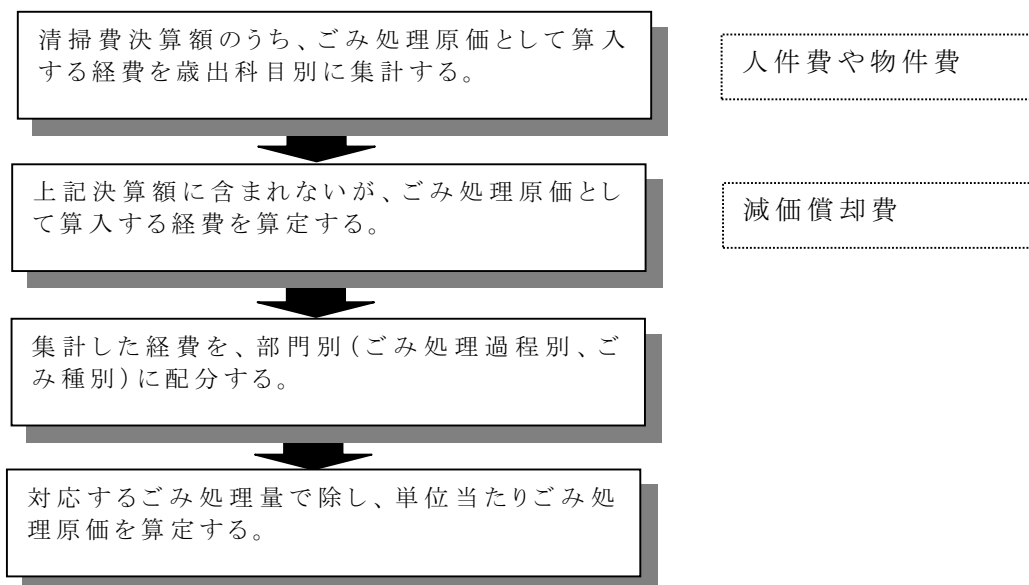 清掃費決算額のうち、ごみ処理原価として算入
する経費を歳出科目別に集計する。
人件費や物件費
上記決算額に含まれないが、ごみ処理原価とし
て算入する経費を算定する。
減価償却費
集計した経費を、部門別(ごみ処理過程別、ご
み種別)に配分する。
対応するごみ処理量で除し、単位当たりごみ処
理原価を算定する。